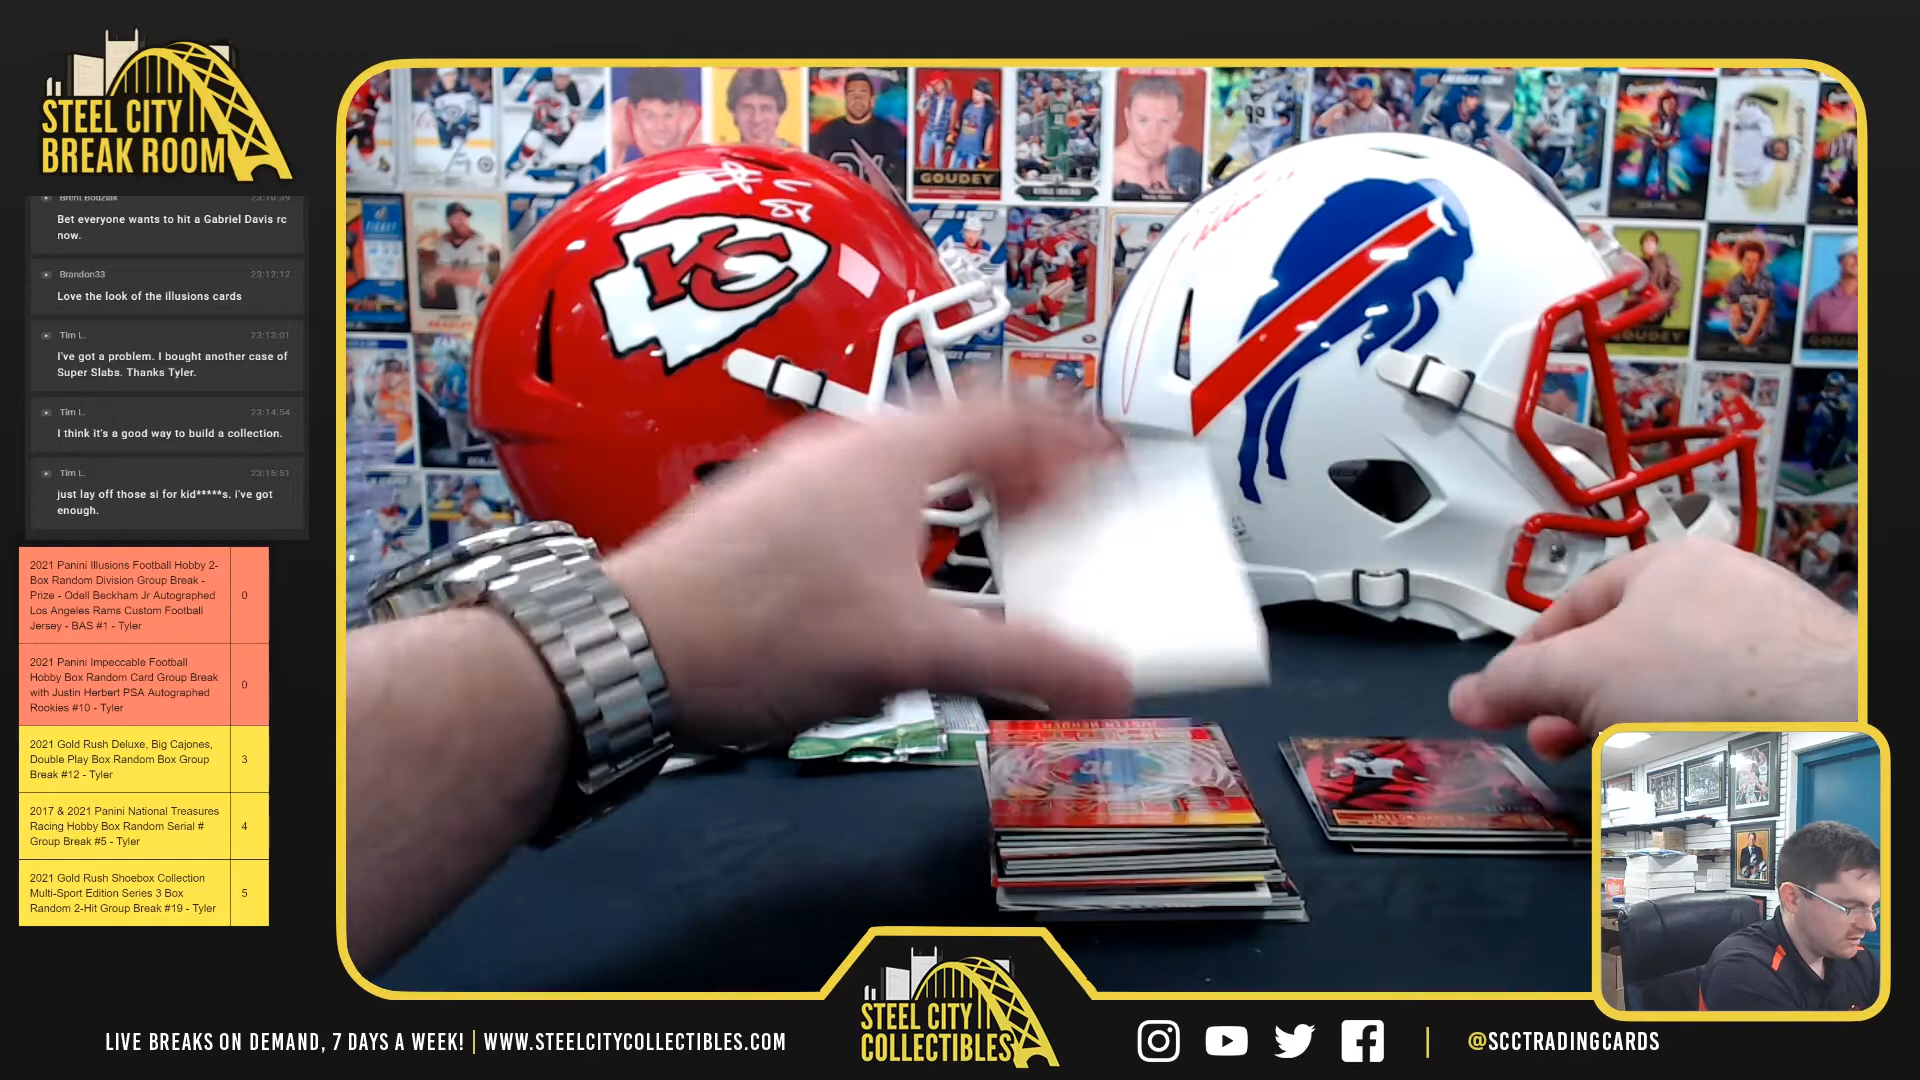 STEEL CITY
BREAK ROOM
Brent Bodziak 23:10:39
Bet everyone wants to hit a Gabriel Davis rc
now.
Brandon33 23:12:12
Love the look of the illusions cards
Tim L. 23:13:01
I've got a problem. I bought another case of
Super Slabs. Thanks Tyler.
Tim L. 23:14:54
I think it's a good way to build a collection.
Tim L. 23:15:51
just lay off those si for kid*****s. i've got
enough.
2021 Panini Illusions Football Hobby 2-
Box Random Division Group Break -
Prize - Odell Beckham Jr Autographed
Los Angeles Rams Custom Football
Jersey - BAS #1 - Tyler
0
2021 Panini Impeccable Football
Hobby Box Random Card Group Break
with Justin Herbert PSA Autographed
Rookies #10 - Tyler
0
2021 Gold Rush Deluxe, Big Cajones,
Double Play Box Random Box Group
Break #12 - Tyler
3
2017 & 2021 Panini National Treasures
Racing Hobby Box Random Serial #
Group Break #5 - Tyler
4
2021 Gold Rush Shoebox Collection
Multi-Sport Edition Series 3 Box
Random 2-Hit Group Break #19 - Tyler
5
GOUDEY
KC
87
GOUDEY
STEEL CITY
COLLECTIBLES
LIVE BREAKS ON DEMAND, 7 DAYS A WEEK! | WWW.STEELCITYCOLLECTIBLES.COM
| @SCCTRADINGCARDS